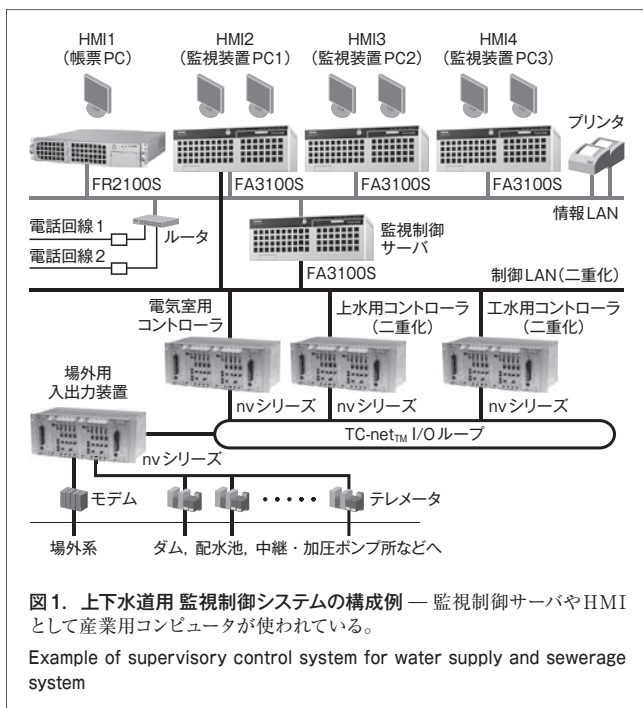 HMI1 HMI2 HMI3 HMI4
（帳票PC） （監視装置PC1） （監視装置PC2） （監視装置PC3）
プリンタ
FR2100S FA3100S FA3100S FA3100S
情報LAN
電話回線1
ルータ
電話回線2
監視制御
サーバ
FA3100S
制御LAN（二重化）
電気室用
コントローラ
上水用コントローラ
（二重化）
工水用コントローラ
（二重化）
場外用
入出力装置
nvシリーズ nvシリーズ nvシリーズ
TC-netTM I/Oループ
nvシリーズ
モデム
テレメータ
場外系
ダム，配水池，中継・加圧ポンプ所などへ
図1．上下水道用 監視制御システムの構成例 — 監視制御サーバやHMI
として産業用コンピュータが使われている。
Example of supervisory control system for water supply and sewerage
system